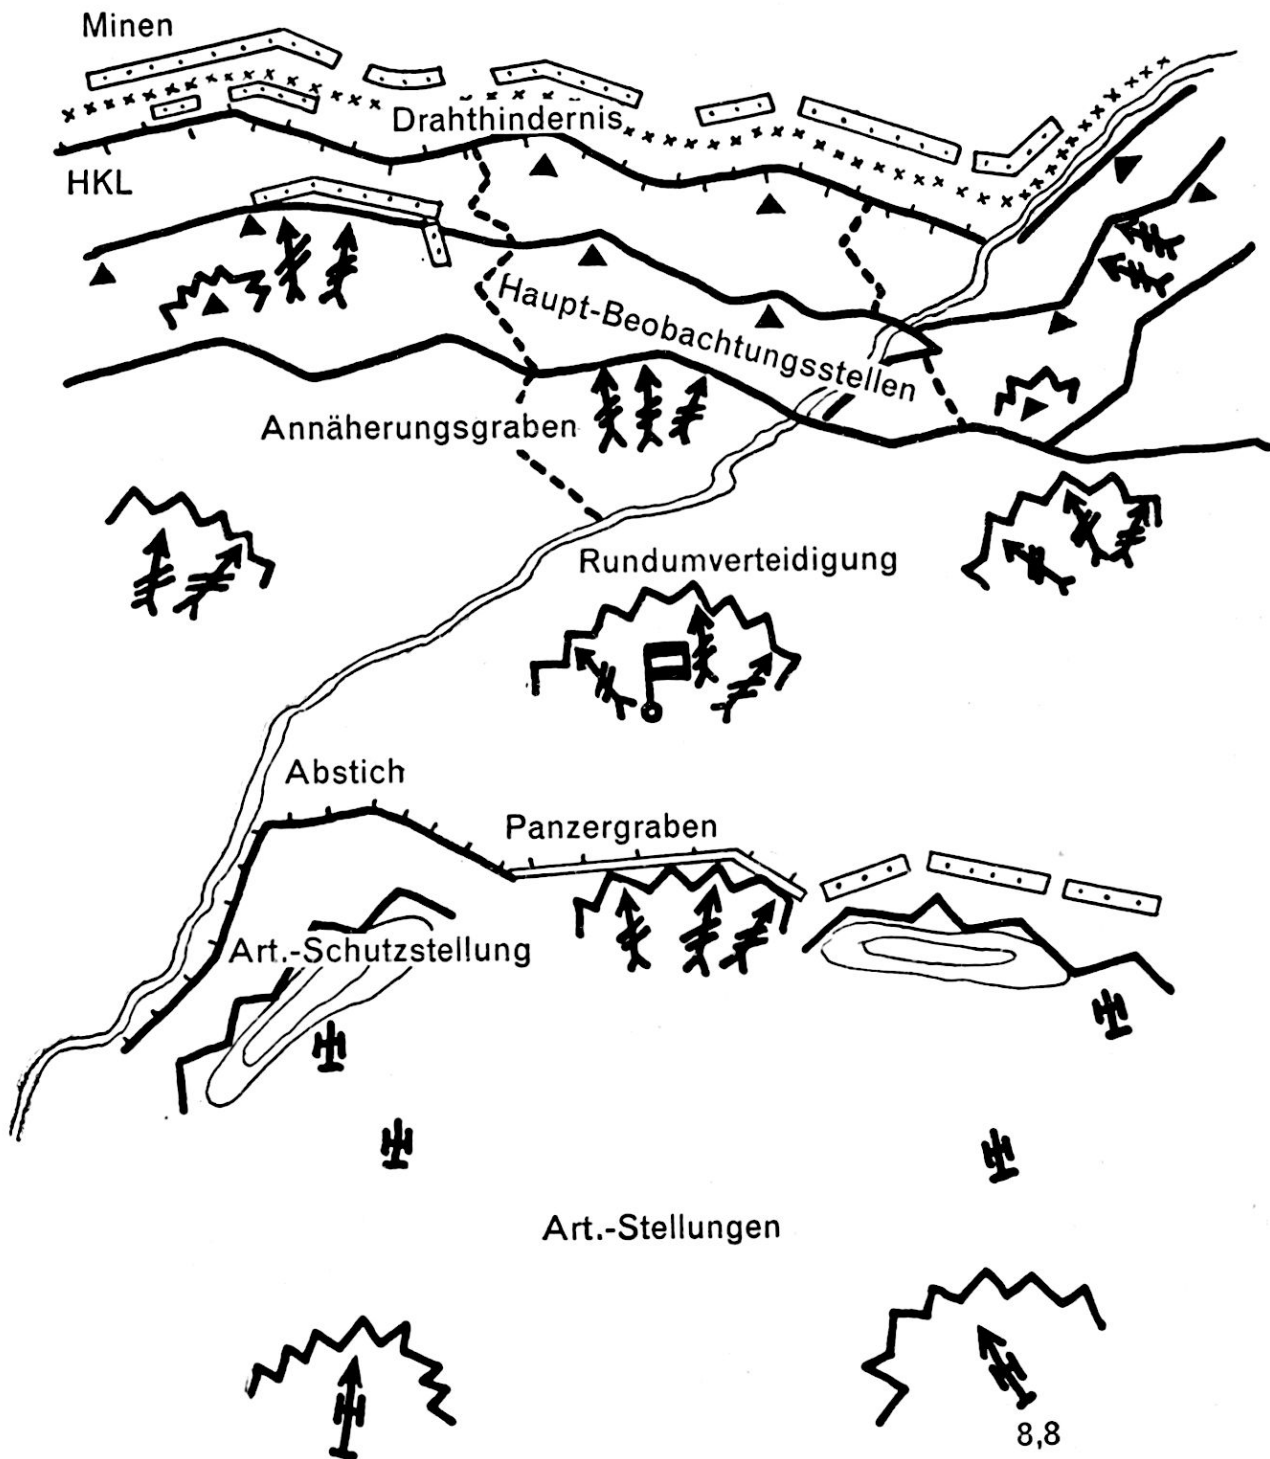 Minen
Drahthindernis
HKL
Haupt-Beobachtungsstellen
Annäherungsgraben
Rundumverteidigung
Abstich
Panzergraben
Art.-Schutzstellung
Art.-Stellungen
8,8